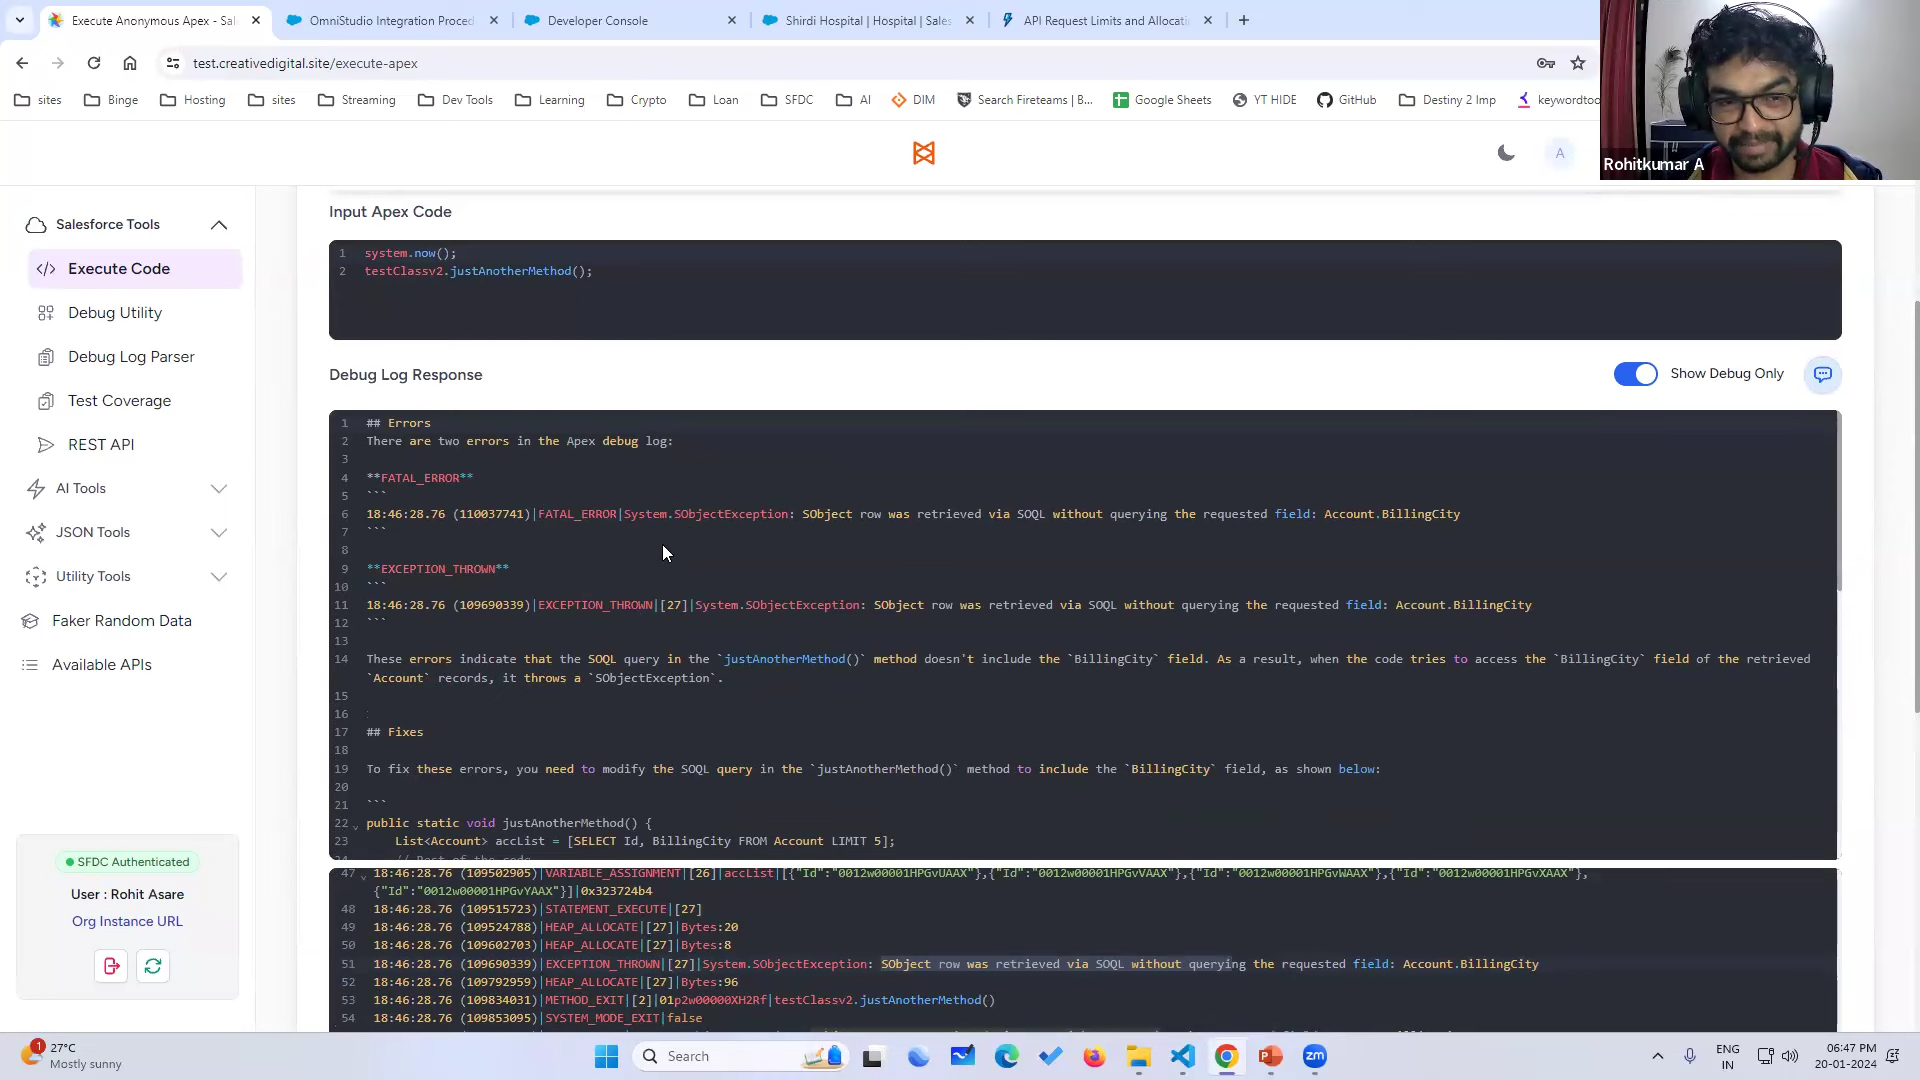 Execute Anonymous Apex - Sal
OmniStudio Integration Proced
Developer Console
Shirdi Hospital | Hospital | Sales
API Request Limits and Allocati
test.creativedigital.site/execute-apex
sites
Binge
Hosting
sites
Streaming
Dev Tools
Learning
Crypto
Loan
SFDC
AI
DIM
Search Fireteams | B...
Google Sheets
YT HIDE
GitHub
Destiny 2 Imp
keywordtoo
Rohitkumar A
A
Salesforce Tools
Execute Code
Debug Utility
Debug Log Parser
Test Coverage
REST API
AI Tools
JSON Tools
Utility Tools
Faker Random Data
Available APIs
SFDC Authenticated
User : Rohit Asare
Org Instance URL
Input Apex Code
1 system.now();
2 testClassv2.justAnotherMethod();
Debug Log Response
Show Debug Only
1 ## Errors
2 There are two errors in the Apex debug log:
3
4 **FATAL_ERROR**
5 ```
6 18:46:28.76 (110037741)|FATAL_ERROR|System.SObjectException: SObject row was retrieved via SOQL without querying the requested field: Account.BillingCity
7 ```
8
9 **EXCEPTION_THROWN**
10 ```
11 18:46:28.76 (109690339)|EXCEPTION_THROWN|[27]|System.SObjectException: SObject row was retrieved via SOQL without querying the requested field: Account.BillingCity
12 ```
13
14 These errors indicate that the SOQL query in the `justAnotherMethod()` method doesn't include the `BillingCity` field. As a result, when the code tries to access the `BillingCity` field of the retrieved
`Account` records, it throws a `SObjectException`.
15
16
17 ## Fixes
18
19 To fix these errors, you need to modify the SOQL query in the `justAnotherMethod()` method to include the `BillingCity` field, as shown below:
20
21 ```
22 public static void justAnotherMethod() {
23 List<Account> accList = [SELECT Id, BillingCity FROM Account LIMIT 5];
24 // Rest of the code
47 18:46:28.76 (109502905)|VARIABLE_ASSIGNMENT|[26]|accList|[{"Id":"0012w00001HPGvUAAX"},{"Id":"0012w00001HPGvVAAX"},{"Id":"0012w00001HPGvWAAX"},{"Id":"0012w00001HPGvXAAX"},
{"Id":"0012w00001HPGvYAAX"}]|0x323724b4
48 18:46:28.76 (109515723)|STATEMENT_EXECUTE|[27]
49 18:46:28.76 (109524788)|HEAP_ALLOCATE|[27]|Bytes:20
50 18:46:28.76 (109602703)|HEAP_ALLOCATE|[27]|Bytes:8
51 18:46:28.76 (109690339)|EXCEPTION_THROWN|[27]|System.SObjectException: SObject row was retrieved via SOQL without querying the requested field: Account.BillingCity
52 18:46:28.76 (109792959)|HEAP_ALLOCATE|[27]|Bytes:96
53 18:46:28.76 (109834031)|METHOD_EXIT|[2]|01p2w00000XH2Rf|testClassv2.justAnotherMethod()
54 18:46:28.76 (109853095)|SYSTEM_MODE_EXIT|false
1
27°C
Mostly sunny
Search
ENG
IN
06:47 PM
20-01-2024